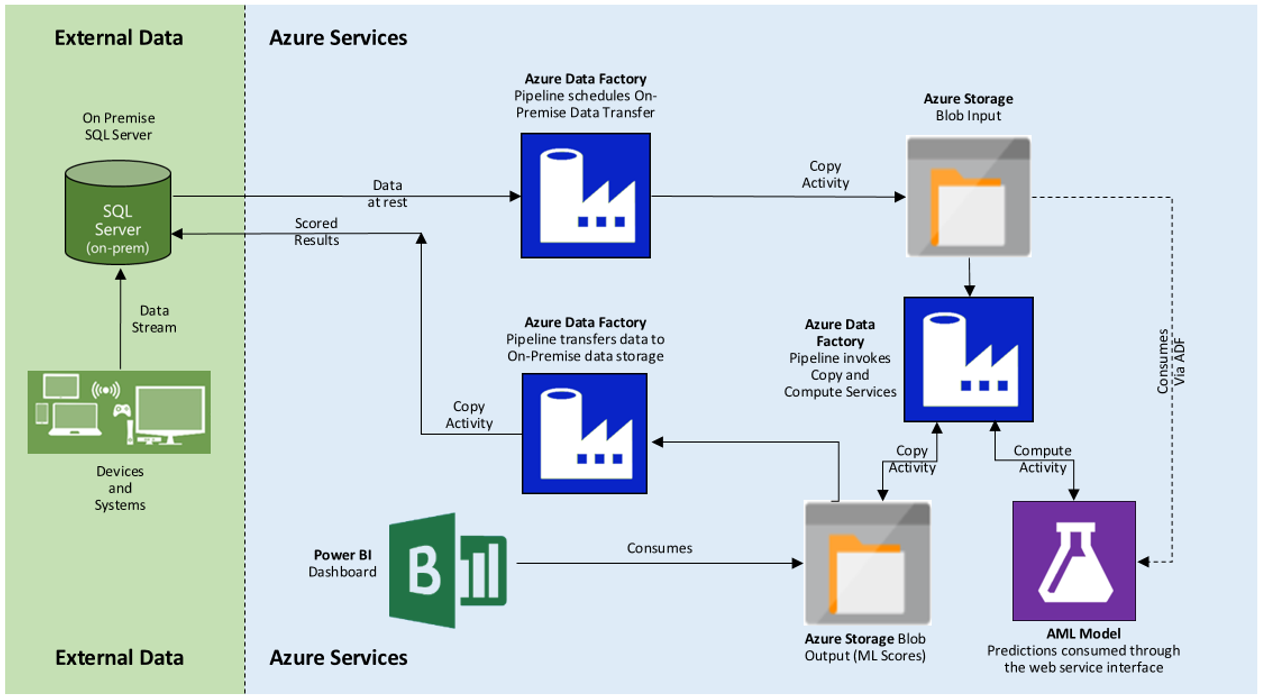 External Data
Azure Services
Azure Data Factory
Pipeline schedules On-
Premise Data Transfer
Azure Storage
Blob Input
On Premise
SQL Server
SQL
Server
(on-prem)
Data
at rest
Copy
Activity
Scored
Results
Data
Stream
Azure Data Factory
Pipeline transfers data to
On-Premise data storage
Azure Data
Factory
Pipeline invokes
Copy and
Compute Services
Consumes
Via ADF
Copy
Activity
Copy
Activity
Compute
Activity
Devices
and
Systems
Power BI
Dashboard
B
Consumes
Azure Storage Blob
Output (ML Scores)
AML Model
Predictions consumed through
the web service interface
External Data
Azure Services